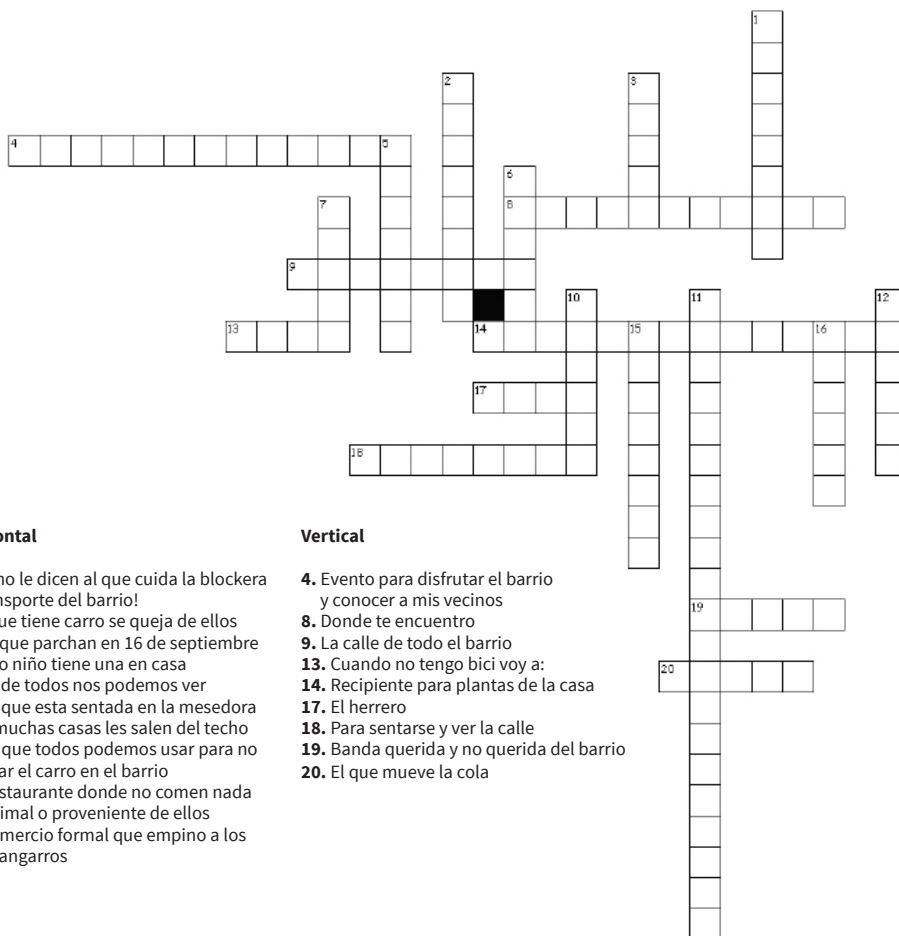 1
2 3
4 5
6
7 8
9
10 11 12
13 14 15 16
17
18
19
20
ontal
no le dicen al que cuida la blockera
nsporte del barrio!
ue tiene carro se queja de ellos
que parchan en 16 de septiembre
o niño tiene una en casa
de todos nos podemos ver
que esta sentada en la mesedora
muchas casas les salen del techo
que todos podemos usar para no
ar el carro en el barrio
staurante donde no comen nada
imal o proveniente de ellos
mercio formal que empino a los
angarros
Vertical
4. Evento para disfrutar el barrio
y conocer a mis vecinos
8. Donde te encuentro
9. La calle de todo el barrio
13. Cuando no tengo bici voy a:
14. Recipiente para plantas de la casa
17. El herrero
18. Para sentarse y ver la calle
19. Banda querida y no querida del barrio
20. El que mueve la cola